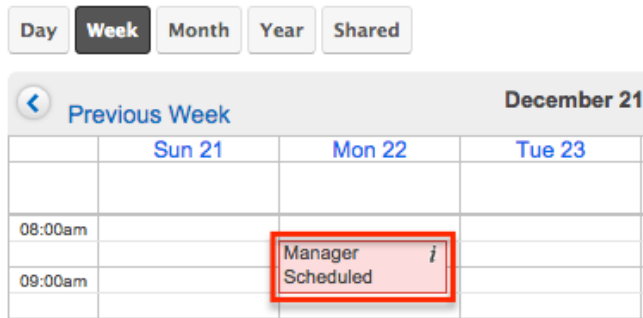 Day Week Month Year Shared
Previous Week December 21
Sun 21 Mon 22 Tue 23
08:00am
Manager i
Scheduled
09:00am